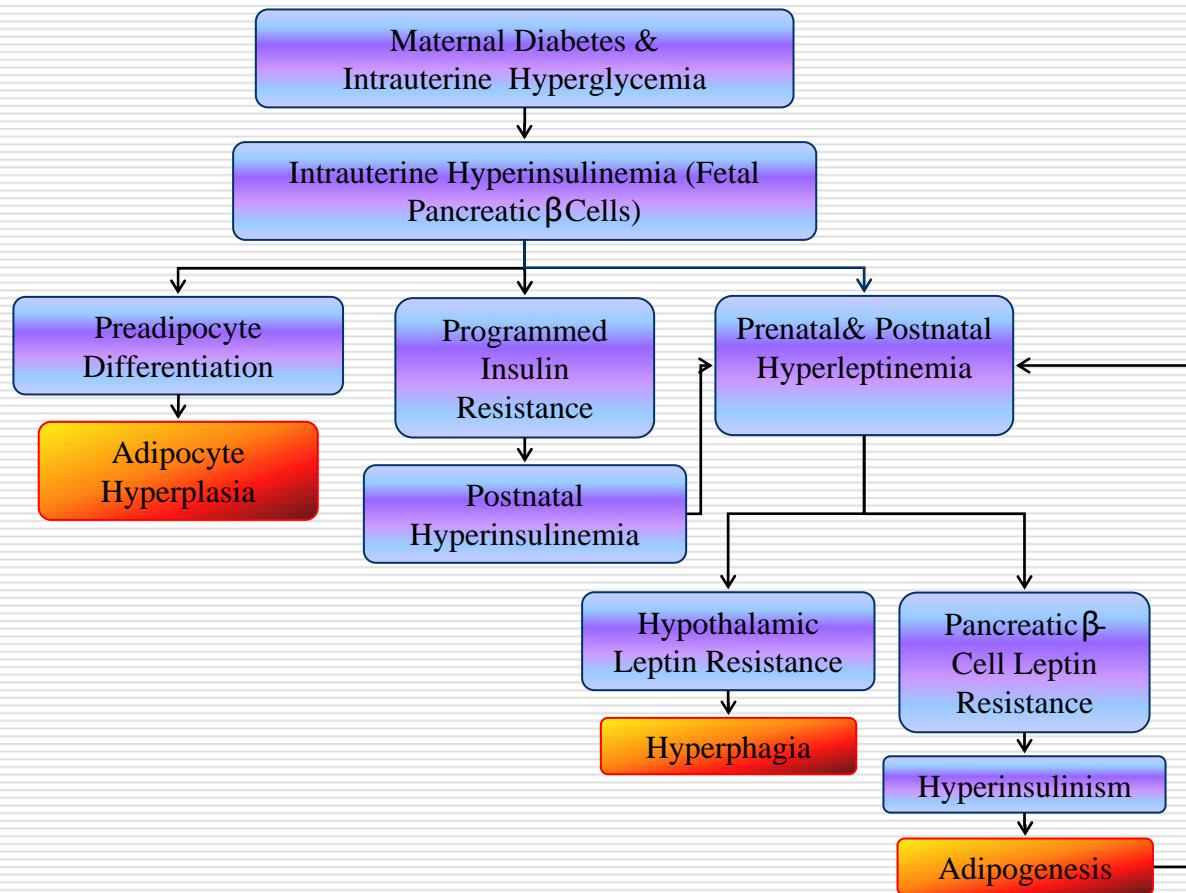 Maternal Diabetes &
Intrauterine Hyperglycemia
Intrauterine Hyperinsulinemia (Fetal
Pancreatic β Cells)
Preadipocyte
Differentiation
Adipocyte
Hyperplasia
Programmed
Insulin
Resistance
Postnatal
Hyperinsulinemia
Prenatal& Postnatal
Hyperleptinemia
Hypothalamic
Leptin Resistance
Hyperphagia
Pancreatic β-
Cell Leptin
Resistance
Hyperinsulinism
Adipogenesis